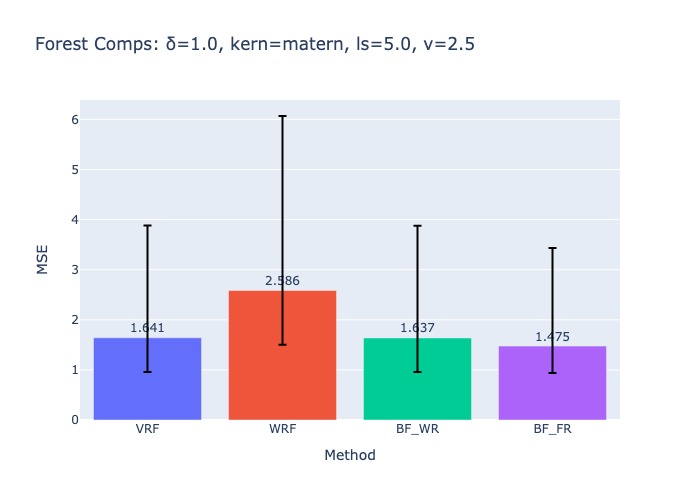 Forest Comps: δ=1.0, kern=matern, ls=5.0, v=2.5
6
5
4
3
2
1
0
MSE
1.641
2.586
1.637
1.475
VRF
WRF
BF_WR
BF_FR
Method